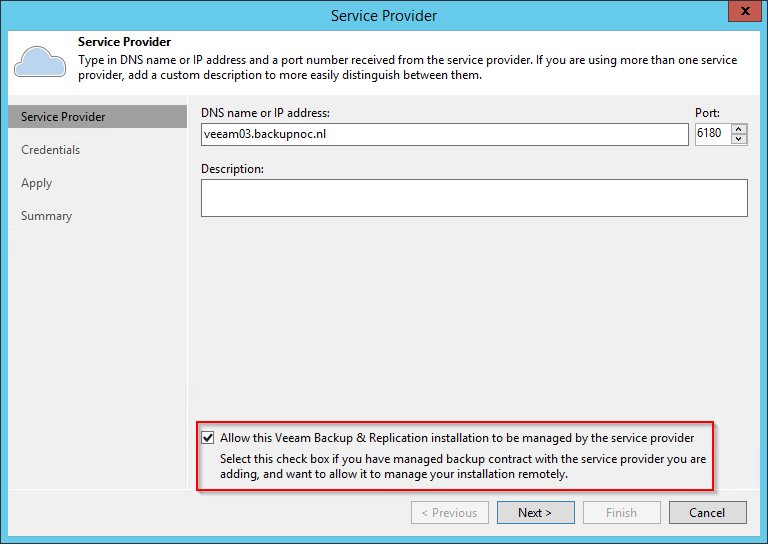 Service Provider
x
Service Provider
Type in DNS name or IP address and a port number received from the service provider. If you are using more than one service
provider, add a custom description to more easily distinguish between them.
Service Provider
Credentials
Apply
Summary
DNS name or IP address:
Port:
veeam03.backupnoc.nl
6180
Description:
Allow this Veeam Backup & Replication installation to be managed by the service provider
Select this check box if you have managed backup contract with the service provider you are
adding, and want to allow it to manage your installation remotely.
< Previous
Next >
Finish
Cancel